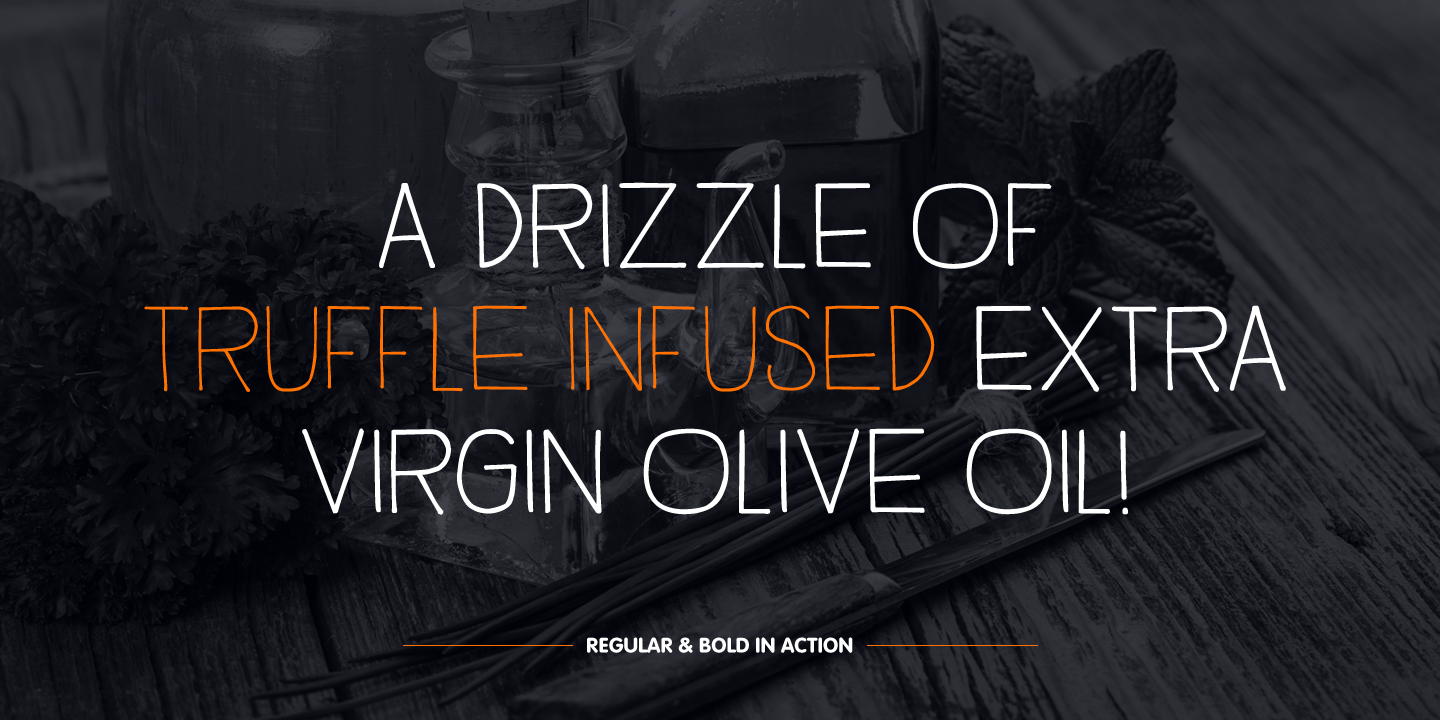 A DRIZZLE OF
TRUFFLE INFUSED EXTRA
VIRGIN OLIVE OIL!
REGULAR & BOLD IN ACTION